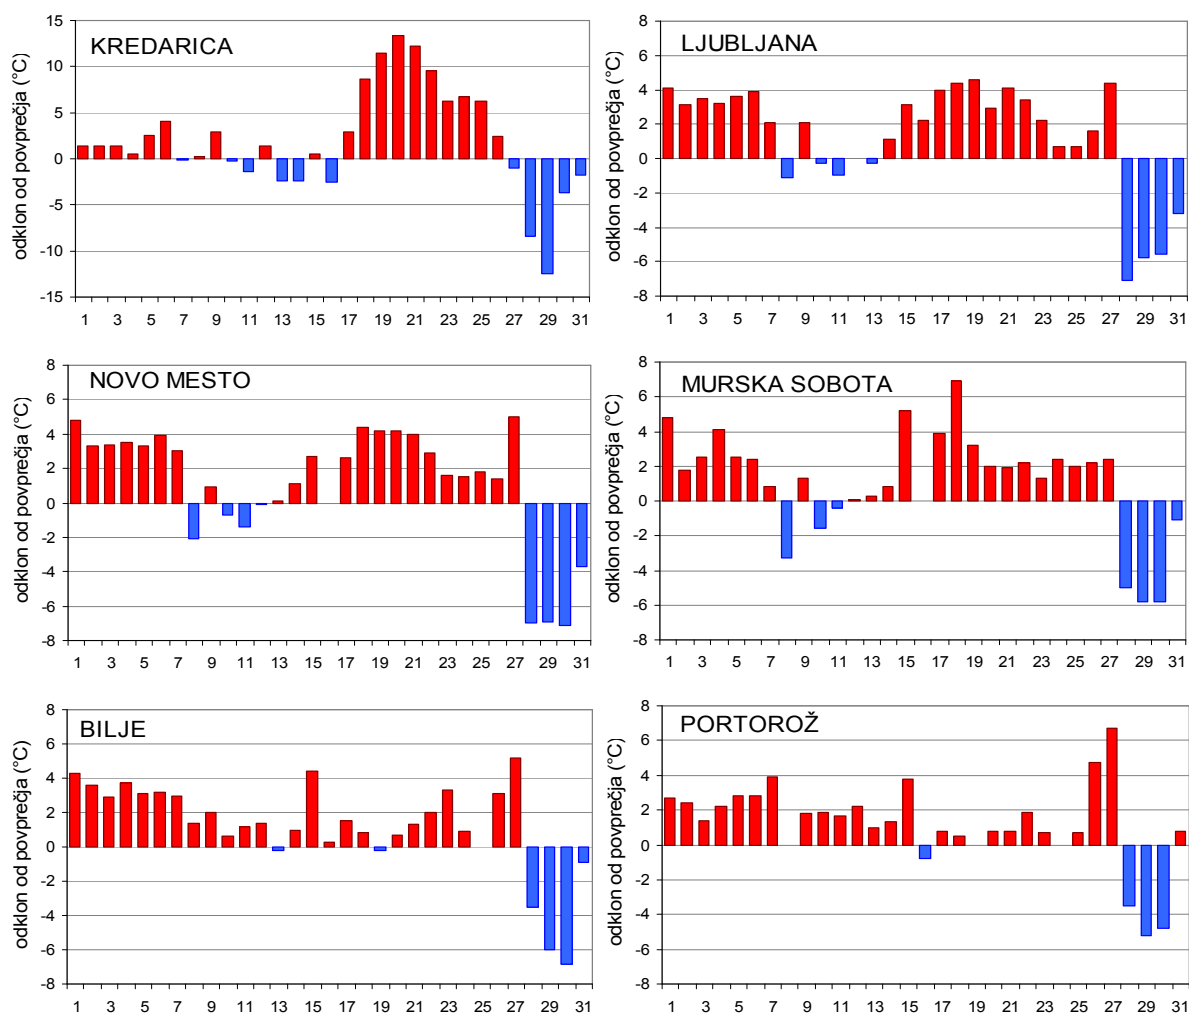 KREDARICA
odklon od povprečja (°C)
15
10
5
0
-5
-10
-15
1 3 5 7 9 11 13 15 17 19 21 23 25 27 29 31
LJUBLJANA
odklon od povprečja (°C)
8
6
4
2
0
-2
-4
-6
-8
1 3 5 7 9 11 13 15 17 19 21 23 25 27 29 31
NOVO MESTO
odklon od povprečja (°C)
8
6
4
2
0
-2
-4
-6
-8
1 3 5 7 9 11 13 15 17 19 21 23 25 27 29 31
MURSKA SOBOTA
odklon od povprečja (°C)
8
6
4
2
0
-2
-4
-6
-8
1 3 5 7 9 11 13 15 17 19 21 23 25 27 29 31
BILJE
odklon od povprečja (°C)
8
6
4
2
0
-2
-4
-6
-8
1 3 5 7 9 11 13 15 17 19 21 23 25 27 29 31
PORTOROŽ
odklon od povprečja (°C)
8
6
4
2
0
-2
-4
-6
-8
1 3 5 7 9 11 13 15 17 19 21 23 25 27 29 31